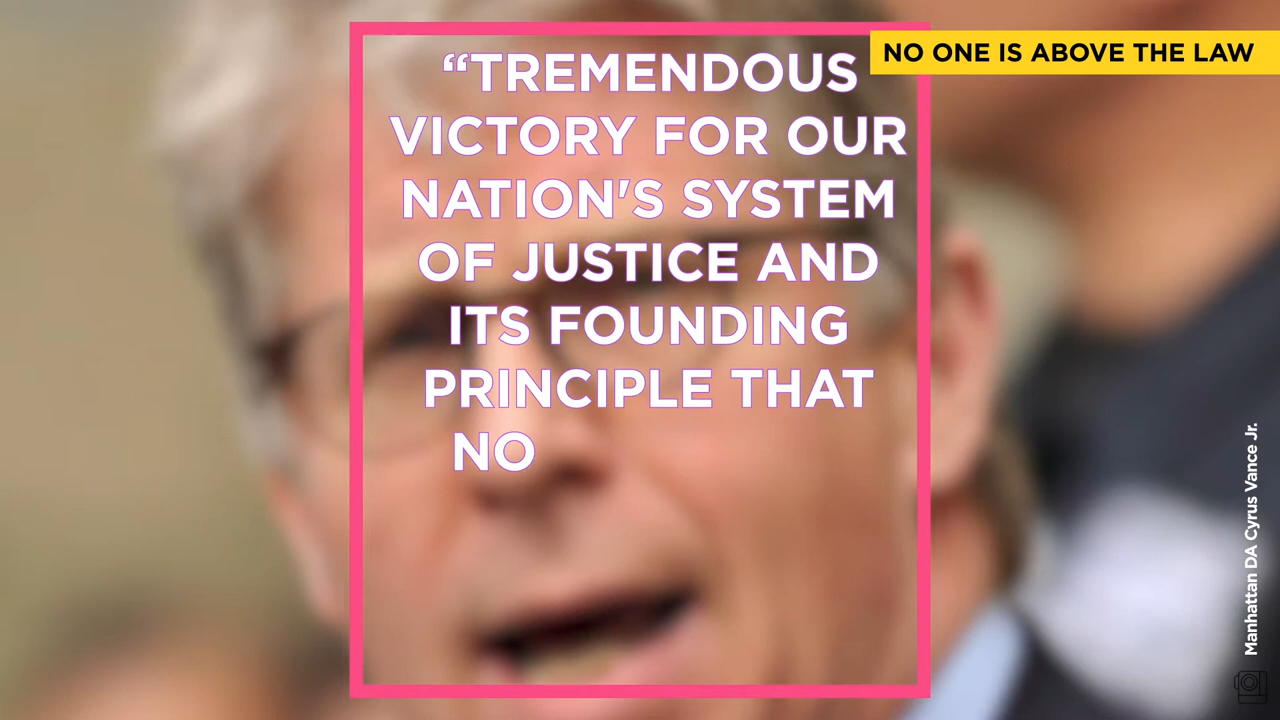 NO ONE IS ABOVE THE LAW
“TREMENDOUS
VICTORY FOR OUR
NATION'S SYSTEM
OF JUSTICE AND
ITS FOUNDING
PRINCIPLE THAT
NO
Manhattan DA Cyrus Vance Jr.